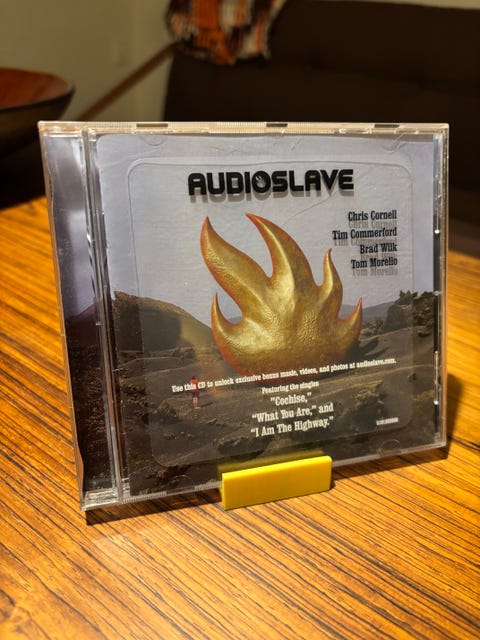 AUDIOSLAVE
Chris Cornell
Tim Commerford
Brad Wilk
Tom Morello
Use this CD to unlock exclusive bonus music, videos, and photos at audioslave.com.
Featuring the singles
"Cochise,"
"What You Are," and
"I Am The Highway."